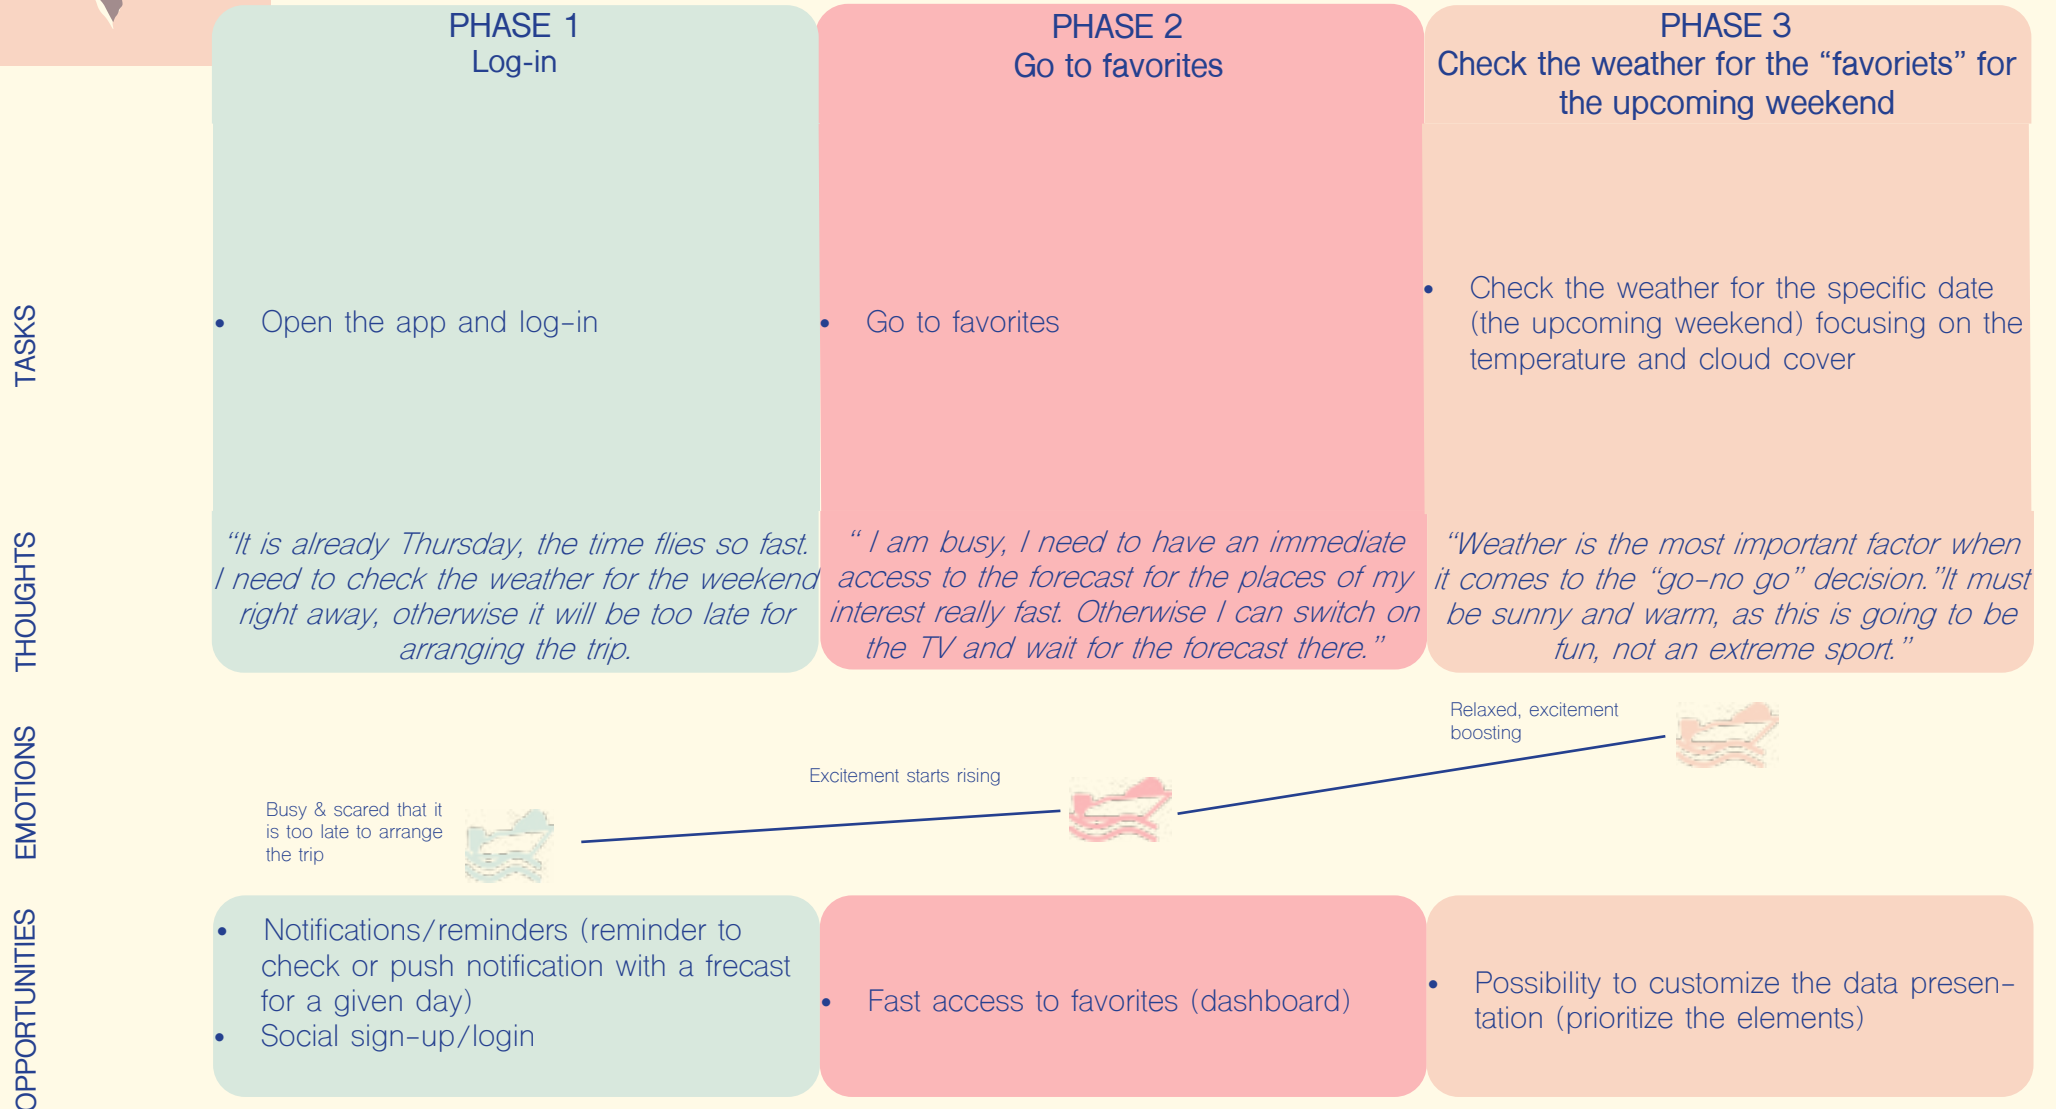 PHASE 1
Log-in
PHASE 2
Go to favorites
PHASE 3
Check the weather for the “favoriets” for
the upcoming weekend
TASKS
• Open the app and log-in
• Go to favorites
• Check the weather for the specific date
(the upcoming weekend) focusing on the
temperature and cloud cover
THOUGHTS
“It is already Thursday, the time flies so fast.
I need to check the weather for the weekend
right away, otherwise it will be too late for
arranging the trip.
“ I am busy, I need to have an immediate
access to the forecast for the places of my
interest really fast. Otherwise I can switch on
the TV and wait for the forecast there.”
“Weather is the most important factor when
it comes to the “go-no go” decision.”It must
be sunny and warm, as this is going to be
fun, not an extreme sport.”
EMOTIONS
Busy & scared that it
is too late to arrange
the trip
Excitement starts rising
Relaxed, excitement
boosting
OPPORTUNITIES
• Notifications/reminders (reminder to
check or push notification with a frecast
for a given day)
• Social sign-up/login
• Fast access to favorites (dashboard)
• Possibility to customize the data presen-
tation (prioritize the elements)